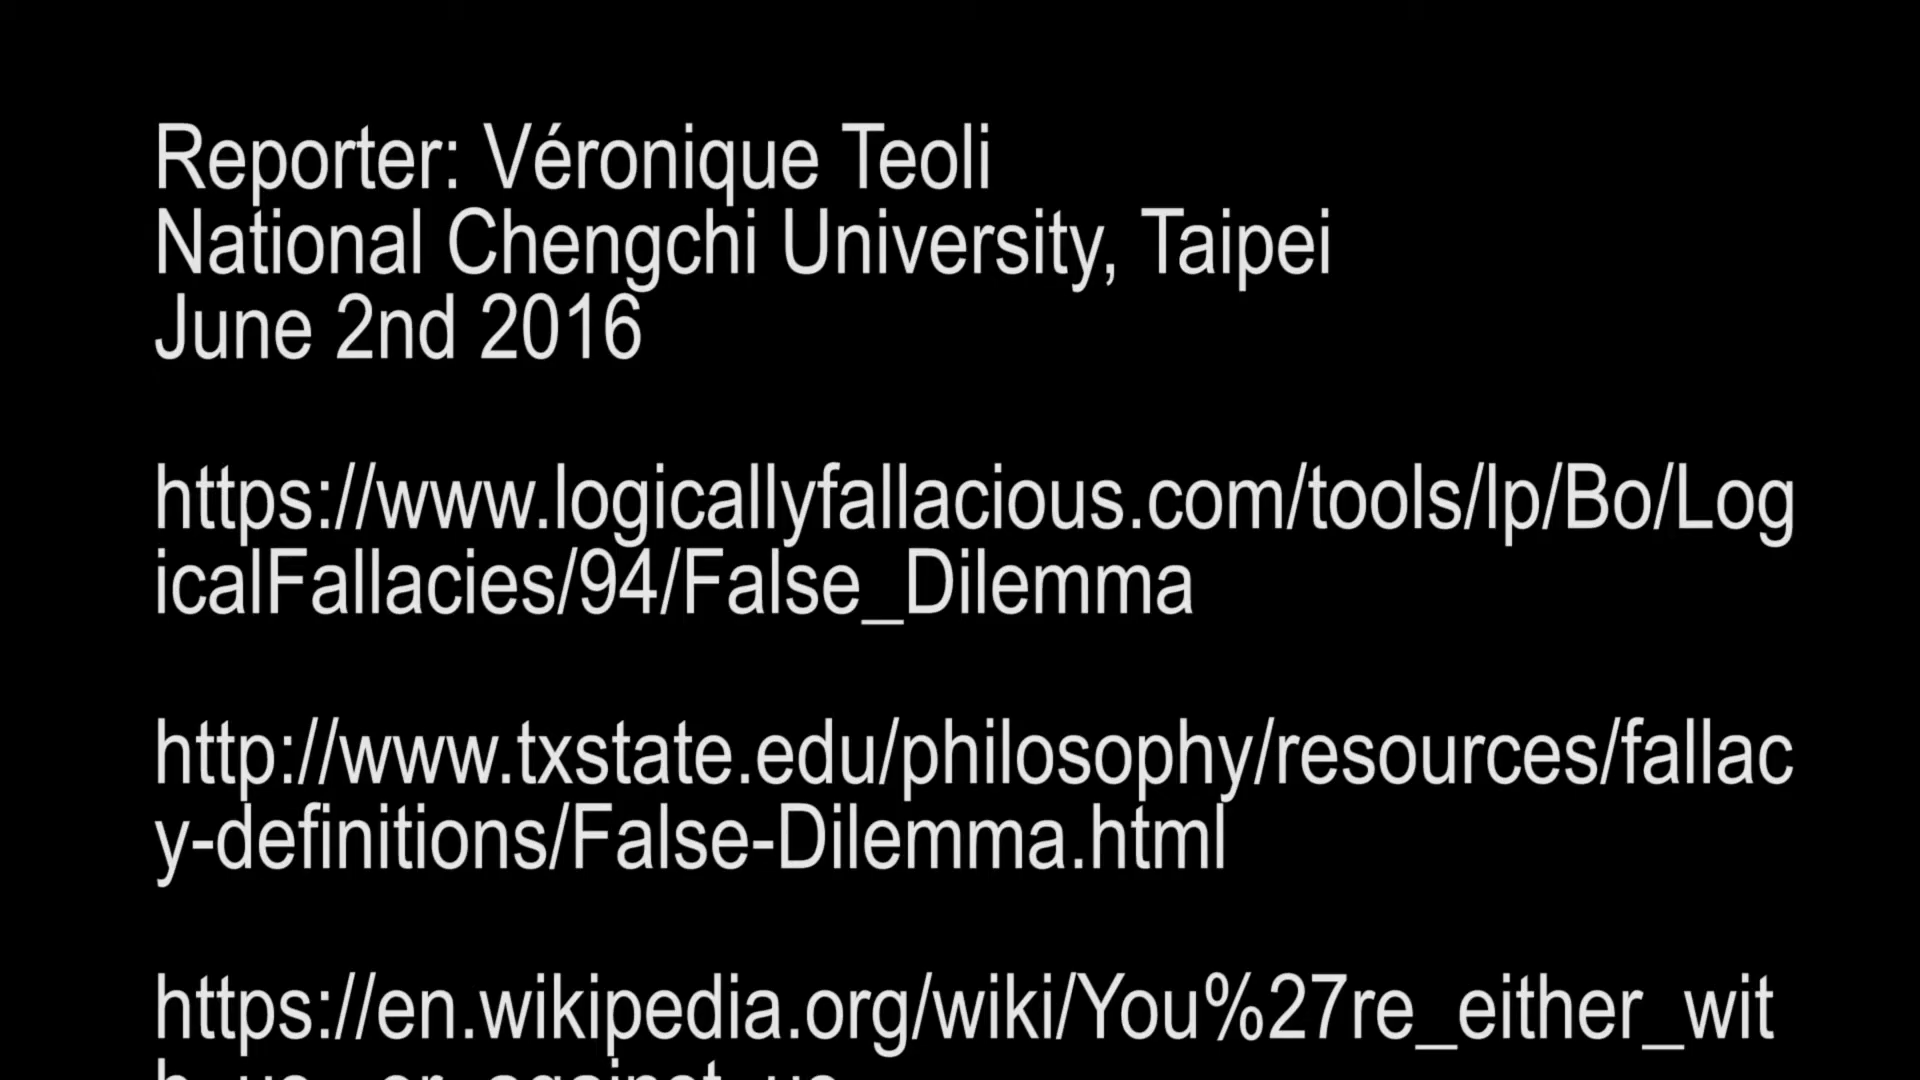 Reporter: Véronique Teoli
National Chengchi University, Taipei
June 2nd 2016
https://www.logicallyfallacious.com/tools/lp/Bo/Log
icalFallacies/94/False_Dilemma
http://www.txstate.edu/philosophy/resources/fallac
y-definitions/False-Dilemma.html
https://en.wikipedia.org/wiki/You%27re_either_wit
h_us,_or_against_us